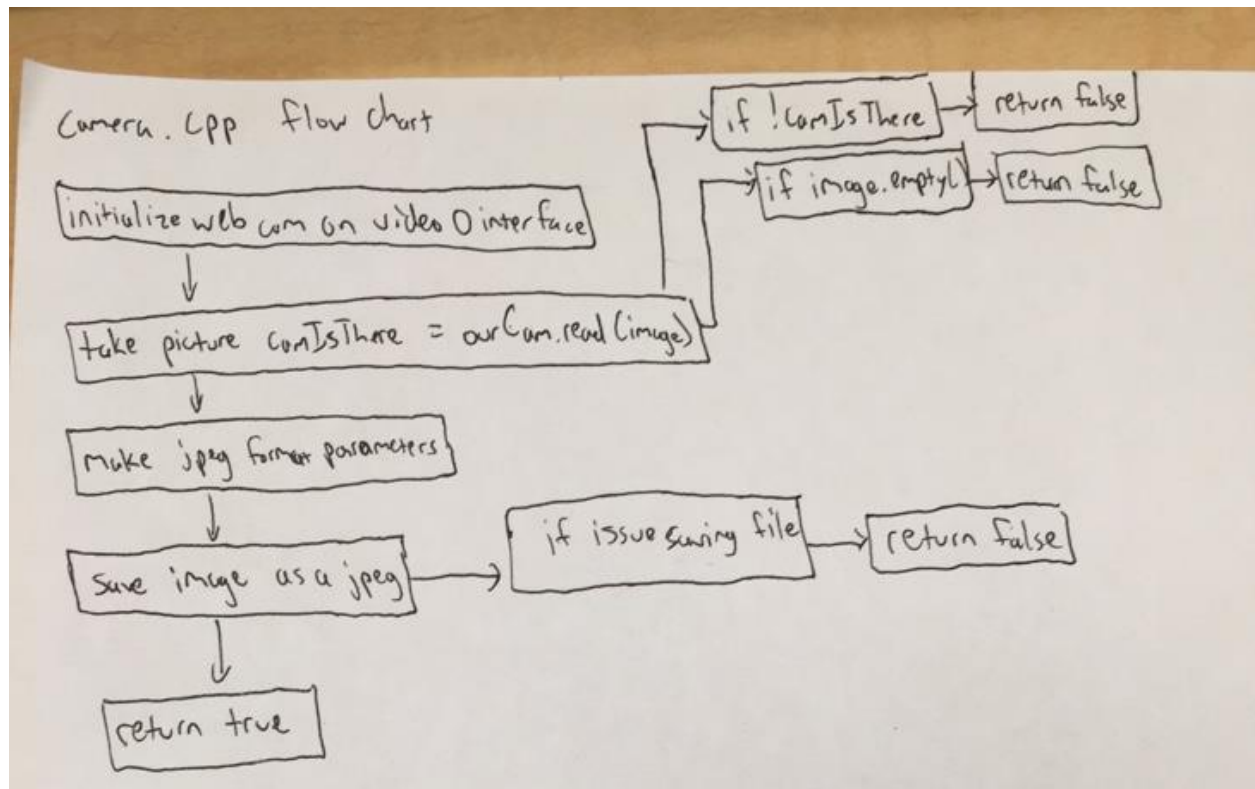 Camera.cpp flow chart
if !camIsThere
return false
if image.empty()
return false
initialize webcam on video0 interface
take picture camIsThere = ourCam.read(image)
make jpeg format parameters
save image as a jpeg
if issue saving file
return false
return true